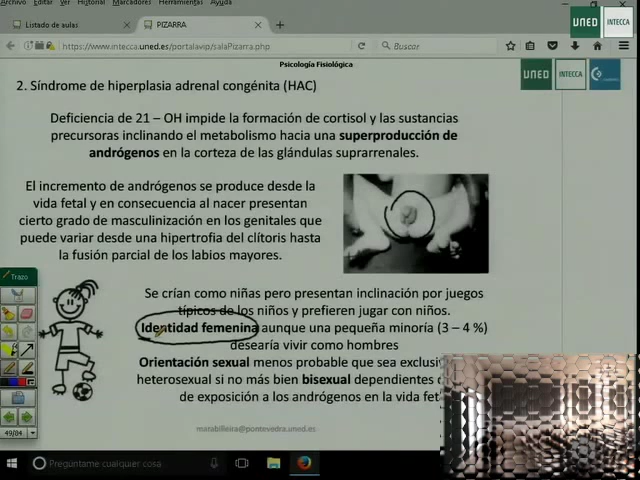 Archivo Editar Ver Historial Marcadores Herramientas Ayuda
Listado de aulas
PIZARRA
https://www.intecca.uned.es/portalavip/salaPizarra.php
Buscar
UNED
INTECCA
Psicología Fisiológica
UNED
INTECCA
2. Síndrome de hiperplasia adrenal congénita (HAC)
Deficiencia de 21 – OH impide la formación de cortisol y las sustancias
precursoras inclinando el metabolismo hacia una superproducción de
andrógenos en la corteza de las glándulas suprarrenales.
El incremento de andrógenos se produce desde la
vida fetal y en consecuencia al nacer presentan
cierto grado de masculinización en los genitales que
puede variar desde una hipertrofia del clítoris hasta
la fusión parcial de los labios mayores.
Trazo
Se crían como niñas pero presentan inclinación por juegos
típicos de los niños y prefieren jugar con niños.
Identidad femenina aunque una pequeña minoría (3 – 4 %)
desearía vivir como hombres
Orientación sexual menos probable que sea exclusiv
heterosexual si no más bien bisexual dependientes
de exposición a los andrógenos en la vida fet
49/84
marabilleira@pontevedra.uned.es
Pregúntame cualquier cosa